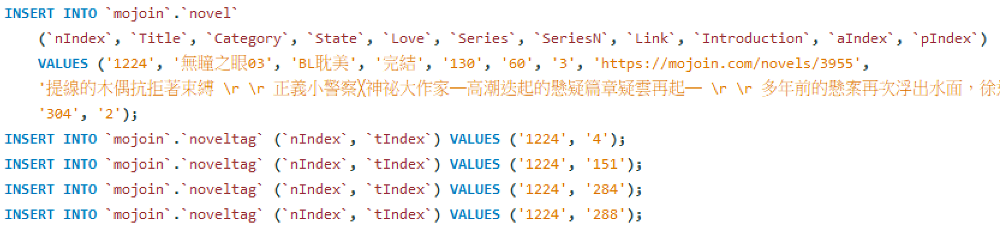 INSERT INTO `mojoin`.`novel`
(`nIndex`, `Title`, `Category`, `State`, `Love`, `Series`, `SeriesN`, `Link`, `Introduction`, `aIndex`, `pIndex`)
VALUES ('1224', '無瞳之眼03', 'BL耽美', '完結', '130', '60', '3', 'https://mojoin.com/novels/3955',
'提線的木偶抗拒著束縛 \r \r 正義小警察╳神祕大作家—高潮迭起的懸疑篇章疑雲再起— \r \r 多年前的懸案再次浮出水面，徐
'304', '2');
INSERT INTO `mojoin`.`noveltag` (`nIndex`, `tIndex`) VALUES ('1224', '4');
INSERT INTO `mojoin`.`noveltag` (`nIndex`, `tIndex`) VALUES ('1224', '151');
INSERT INTO `mojoin`.`noveltag` (`nIndex`, `tIndex`) VALUES ('1224', '284');
INSERT INTO `mojoin`.`noveltag` (`nIndex`, `tIndex`) VALUES ('1224', '288');